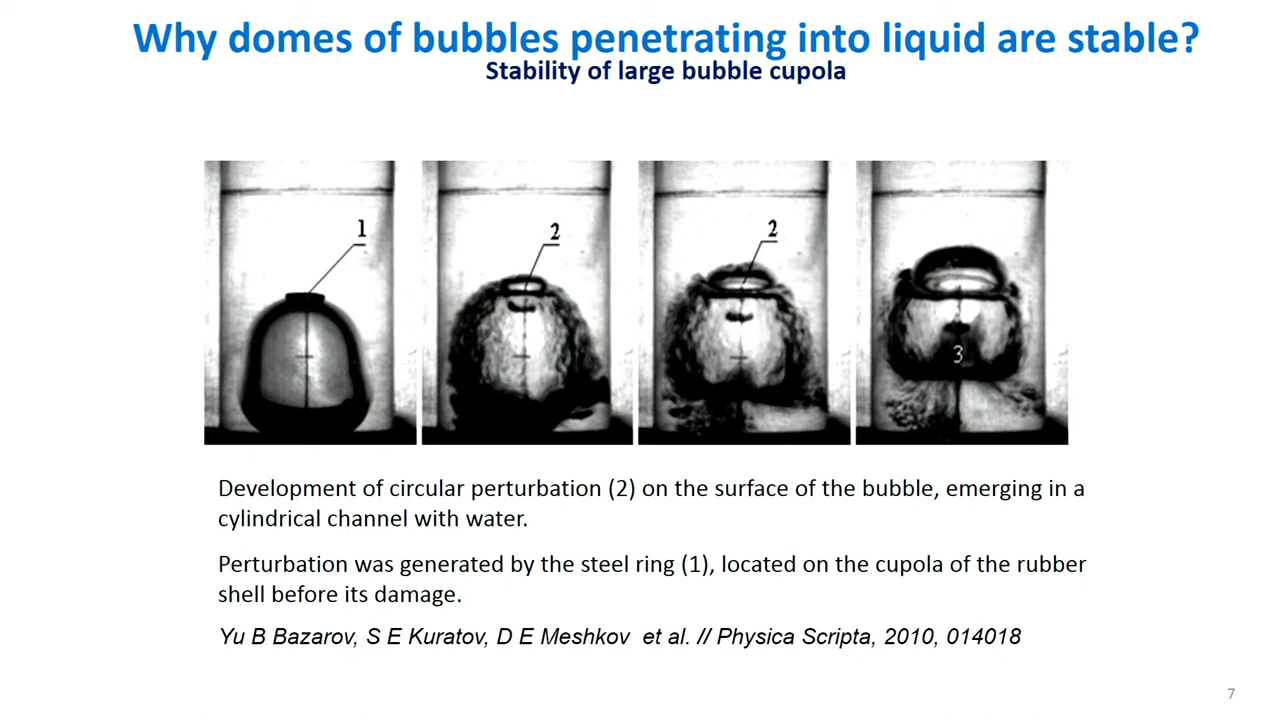 Why domes of bubbles penetrating into liquid are stable?
Stability of large bubble cupola
1
2
2
3
Development of circular perturbation (2) on the surface of the bubble, emerging in a
cylindrical channel with water.
Perturbation was generated by the steel ring (1), located on the cupola of the rubber
shell before its damage.
Yu B Bazarov, S E Kuratov, D E Meshkov et al. // Physica Scripta, 2010, 014018
7